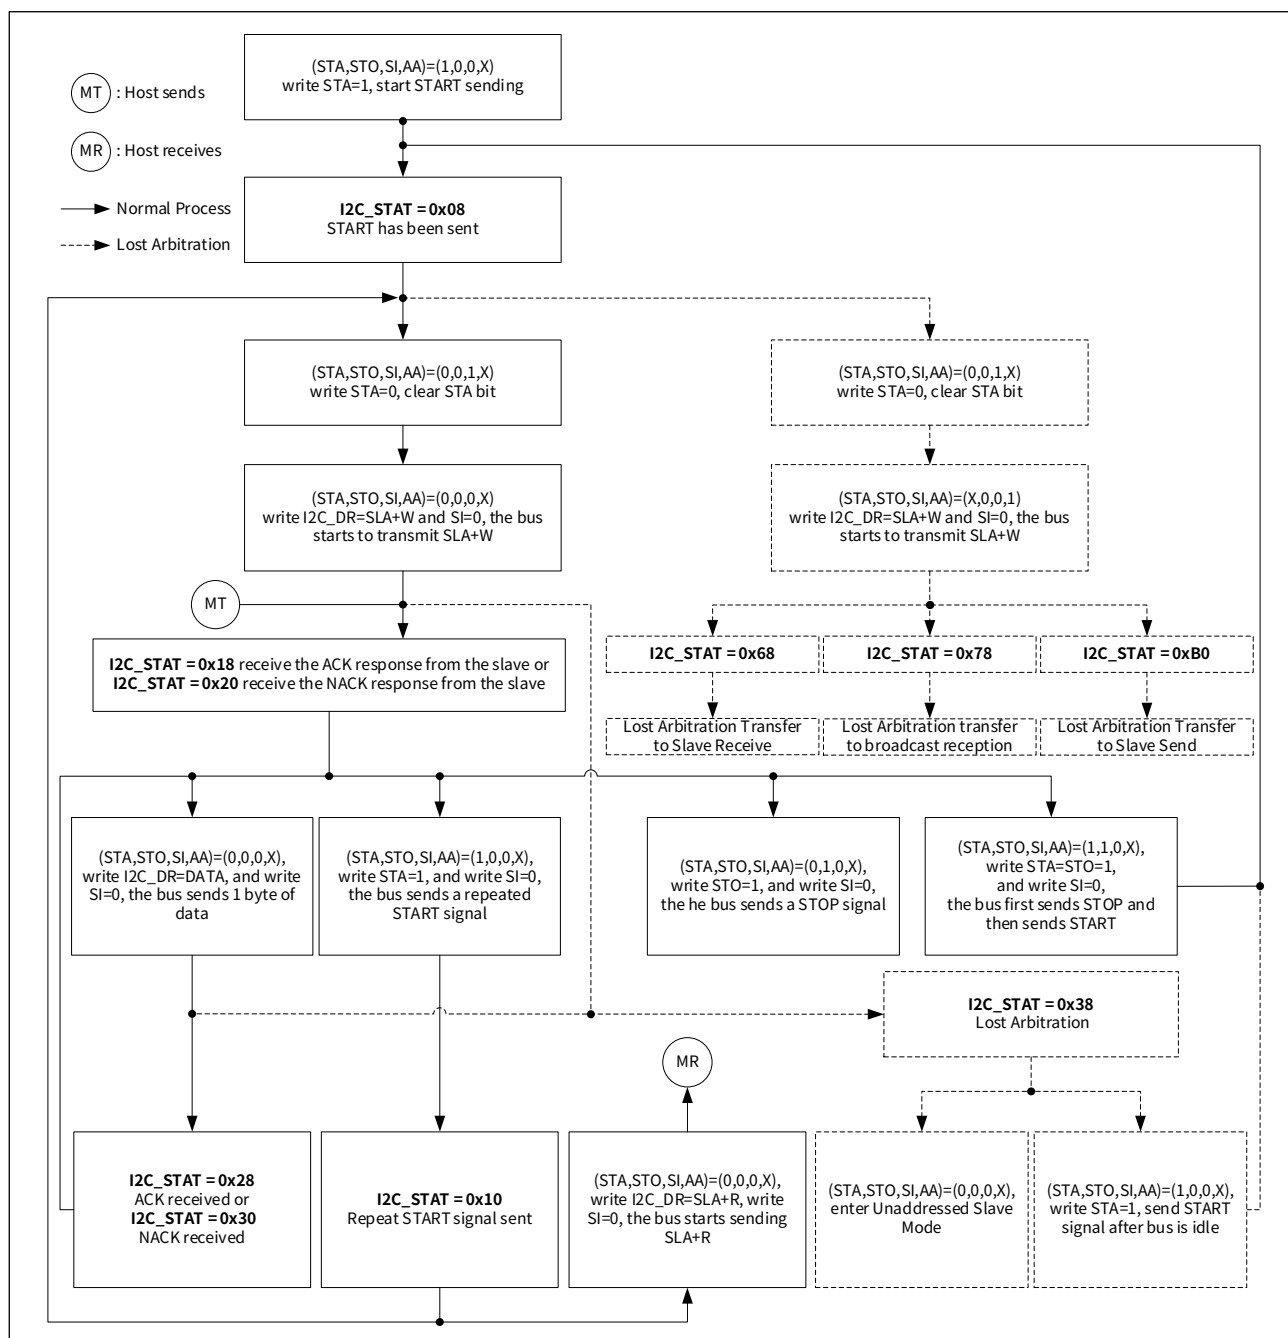 (STA,STO,SI,AA)=(1,0,0,X)
write STA=1, start START sending
MT : Host sends
MR : Host receives
Normal Process
Lost Arbitration
I2C_STAT = 0x08
START has been sent
(STA,STO,SI,AA)=(0,0,1,X)
write STA=0, clear STA bit
(STA,STO,SI,AA)=(0,0,1,X)
write STA=0, clear STA bit
(STA,STO,SI,AA)=(0,0,0,X)
write I2C_DR=SLA+W and SI=0, the bus
starts to transmit SLA+W
(STA,STO,SI,AA)=(X,0,0,1)
write I2C_DR=SLA+W and SI=0, the bus
starts to transmit SLA+W
MT
I2C_STAT = 0x18 receive the ACK response from the slave or
I2C_STAT = 0x20 receive the NACK response from the slave
I2C_STAT = 0x68
I2C_STAT = 0x78
I2C_STAT = 0xB0
Lost Arbitration Transfer
to Slave Receive
Lost Arbitration transfer
to broadcast reception
Lost Arbitration Transfer
to Slave Send
(STA,STO,SI,AA)=(0,0,0,X),
write I2C_DR=DATA, and write
SI=0, the bus sends 1 byte of
data
(STA,STO,SI,AA)=(1,0,0,X),
write STA=1, and write SI=0,
the bus sends a repeated
START signal
(STA,STO,SI,AA)=(0,1,0,X),
write STO=1, and write SI=0,
the he bus sends a STOP signal
(STA,STO,SI,AA)=(1,1,0,X),
write STA=STO=1,
and write SI=0,
the bus first sends STOP and
then sends START
I2C_STAT = 0x38
Lost Arbitration
MR
I2C_STAT = 0x28
ACK received or
I2C_STAT = 0x30
NACK received
I2C_STAT = 0x10
Repeat START signal sent
(STA,STO,SI,AA)=(0,0,0,X),
write I2C_DR=SLA+R, write
SI=0, the bus starts sending
SLA+R
(STA,STO,SI,AA)=(0,0,0,X),
enter Unaddressed Slave
Mode
(STA,STO,SI,AA)=(1,0,0,X),
write STA=1, send START
signal after bus is idle